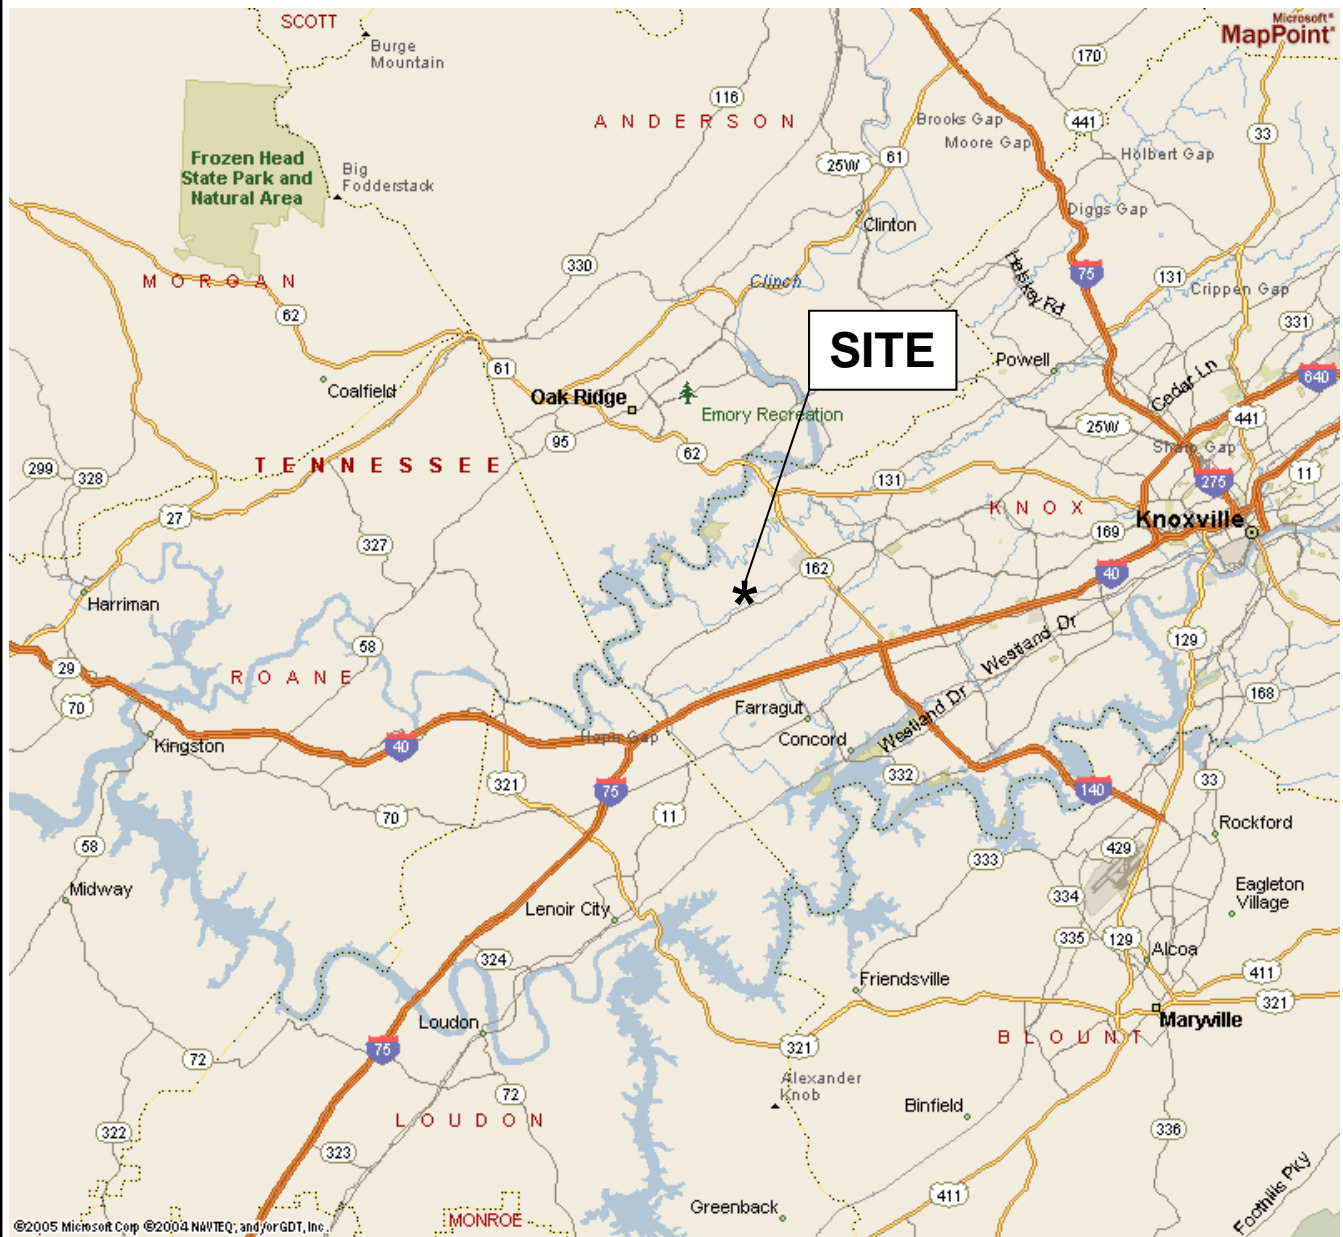 SCOTT
Microsoft®
MapPoint®
Burge
Mountain
170
116
ANDERSON
441
33
Brooks Gap
Moore Gap
Frozen Head
State Park and
Natural Area
Big
Fodderstack
25W
61
Holbert Gap
Diggs Gap
Clinton
330
75
Heiskey Rd
131
Clinch
MORGAN
Crippen Gap
62
331
SITE
Powell
61
640
Coalfield
Oak Ridge
Cedar Ln
Emory Recreation
441
25W
95
Sharp Gap
62
299
328
TENNESSEE
131
275
11
KNOX
27
Knoxville
169
327
162
40
Harriman
58
129
Westland Dr
29
ROANE
168
70
Farragut
Westland Dr
Concord
Kingston
40
332
33
321
75
140
70
11
Rockford
58
429
333
Midway
334
Eagleton
Village
Lenoir City
335
129
Alcoa
324
411
Friendsville
321
Loudon
Maryville
75
321
BLOUNT
72
Alexander
Knob
72
Binfield
LOUDON
322
336
323
411
Foothills Pky
Greenback
MONROE
©2005 Microsoft Corp ©2004 NAVTEQ, and/or GDT, Inc.